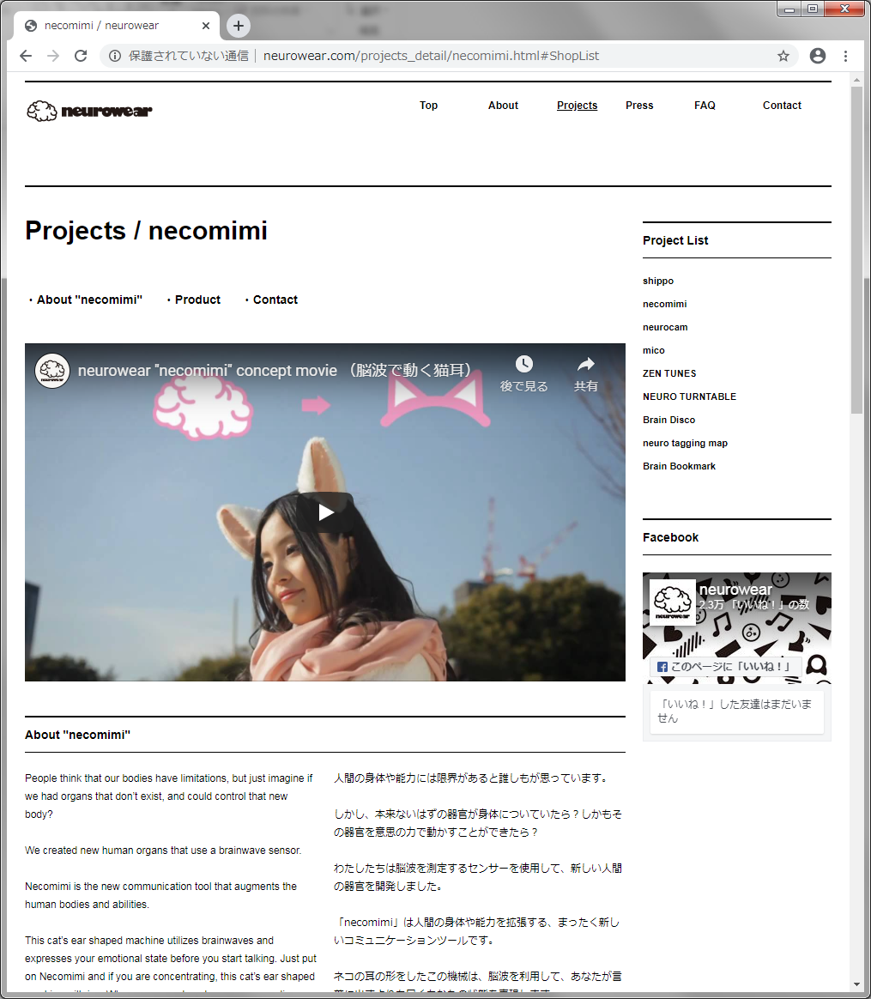 necomimi / neurowear
保護されていない通信 | neurowear.com/projects_detail/necomimi.html#ShopList
neurowear
Top
About
Projects
Press
FAQ
Contact
Projects / necomimi
・About "necomimi"
・Product
・Contact
neurowear
neurowear "necomimi" concept movie （脳波で動く猫耳）
後で見る
共有
About "necomimi"
People think that our bodies have limitations, but just imagine if
we had organs that don't exist, and could control that new
body?
We created new human organs that use a brainwave sensor.
Necomimi is the new communication tool that augments the
human bodies and abilities.
This cat's ear shaped machine utilizes brainwaves and
expresses your emotional state before you start talking. Just put
on Necomimi and if you are concentrating, this cat's ear shaped
人間の身体や能力には限界があると誰しもが思っています。
しかし、本来ないはずの器官が身体についていたら？しかもそ
の器官を意思の力で動かすことができたら？
わたしたちは脳波を測定するセンサーを使用して、新しい人間
の器官を開発しました。
「necomimi」は人間の身体や能力を拡張する、まったく新し
いコミュニケーションツールです。
ネコの耳の形をしたこの機械は、脳波を利用して、あなたが言
Project List
shippo
necomimi
neurocam
mico
ZEN TUNES
NEURO TURNTABLE
Brain Disco
neuro tagging map
Brain Bookmark
Facebook
neurowear
neurowear
2.3万 「いいね！」の数
このページに「いいね！」
「いいね！」した友達はまだいま
せん